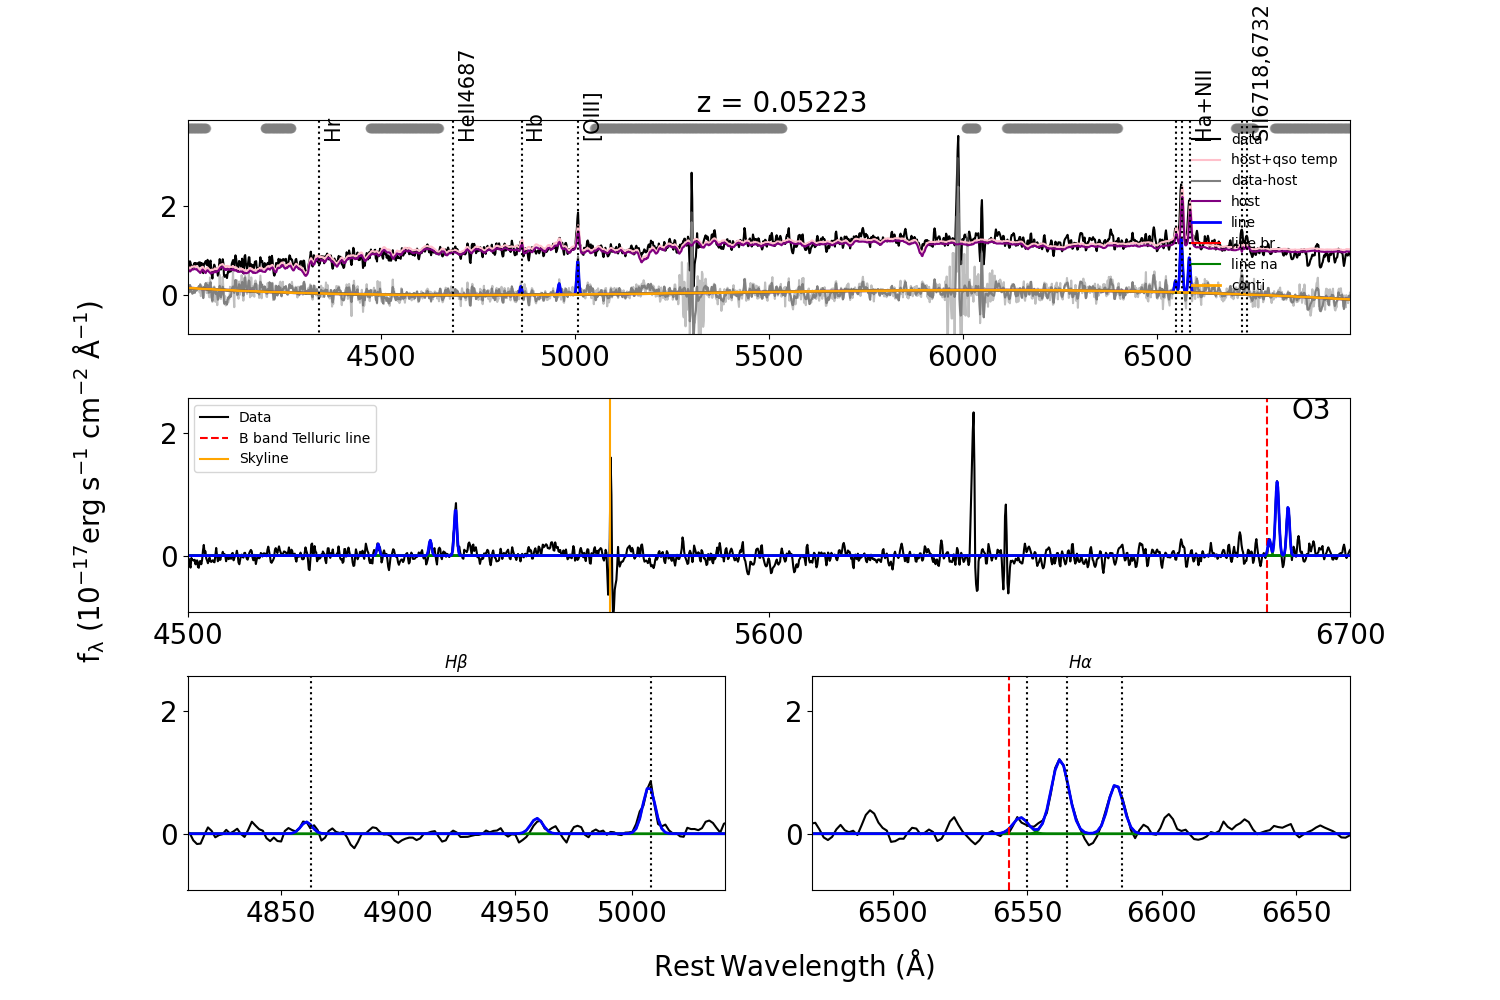 Hr
HeII4687
Hb
[OIII]
Ha+NII
SII6718,6732
z = 0.05223
data
host+qso temp
data-host
host
line
line br
line na
conti
2
0
4500
5000
5500
6000
6500
fλ (10−17erg s−1 cm−2 Å−1)
Data
B band Telluric line
Skyline
O3
2
0
4500
5600
6700
Hβ
2
0
4850
4900
4950
5000
Hα
2
0
6500
6550
6600
6650
Rest Wavelength (Å)